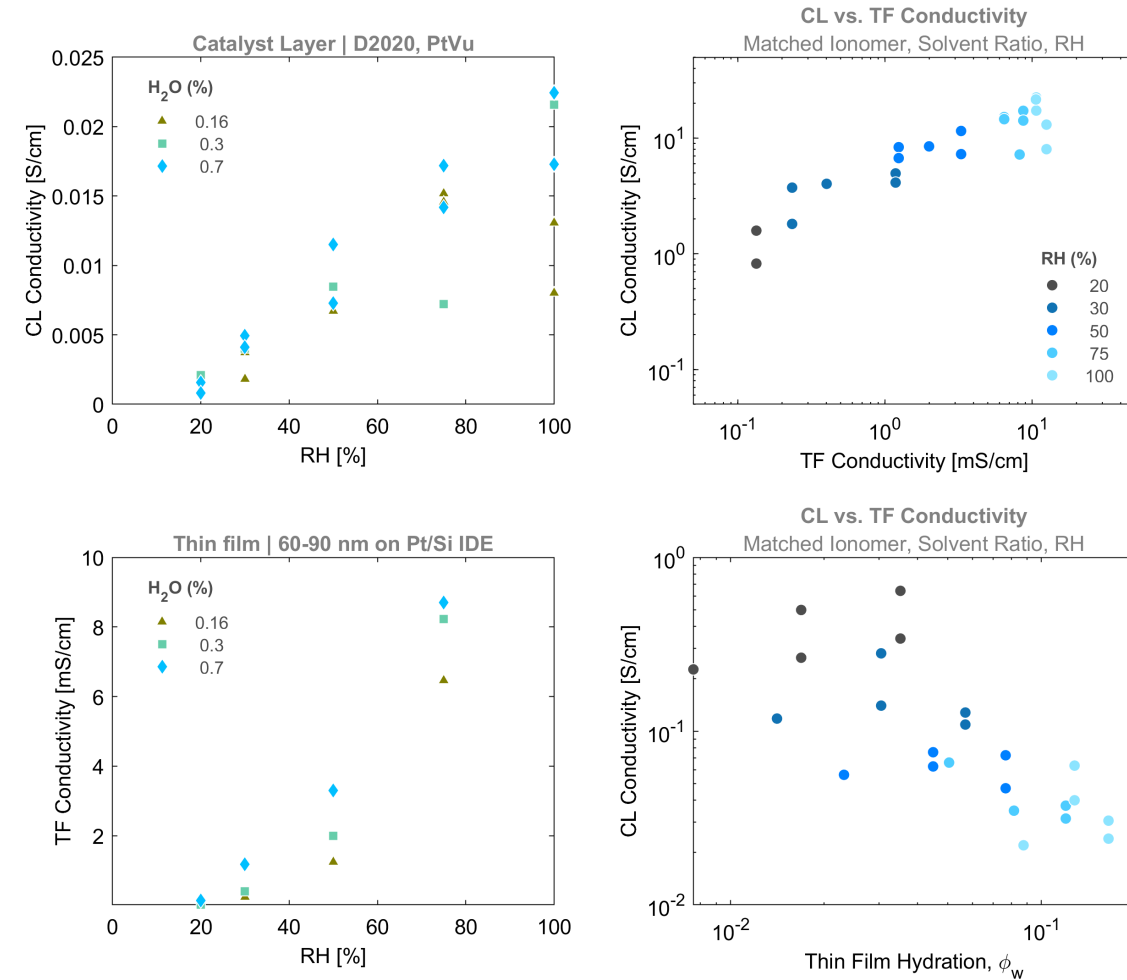 Catalyst Layer | D2020, PtVu
CL Conductivity [S/cm]
0.025
0.02
0.015
0.01
0.005
0
H2O (%)
0.16
0.3
0.7
0 20 40 60 80 100
RH [%]
CL vs. TF Conductivity
Matched Ionomer, Solvent Ratio, RH
CL Conductivity [S/cm]
10^1
10^0
10^-1
RH (%)
20
30
50
75
100
10^-1 10^0 10^1
TF Conductivity [mS/cm]
Thin film | 60-90 nm on Pt/Si IDE
TF Conductivity [mS/cm]
10
8
6
4
2
H2O (%)
0.16
0.3
0.7
0 20 40 60 80 100
RH [%]
CL vs. TF Conductivity
Matched Ionomer, Solvent Ratio, RH
CL Conductivity [S/cm]
10^0
10^-1
10^-2
10^-2 10^-1
Thin Film Hydration, ϕw